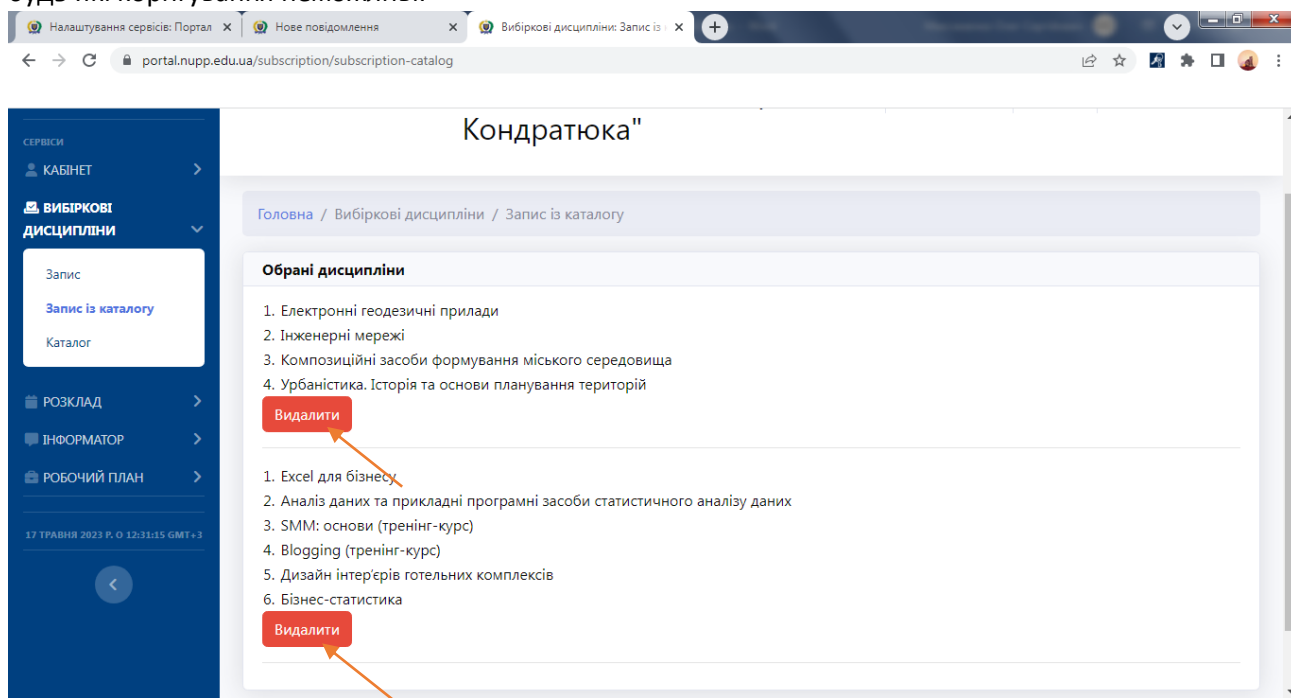 Налаштування сервісів: Портал
Нове повідомлення
Вибіркові дисципліни: Запис із
portal.nupp.edu.ua/subscription/subscription-catalog
Кондратюка"
СЕРВІСИ
КАБІНЕТ
ВИБІРКОВІ
ДИСЦИПЛІНИ
Запис
Запис із каталогу
Каталог
РОЗКЛАД
ІНФОРМАТОР
РОБОЧИЙ ПЛАН
17 ТРАВНЯ 2023 Р. О 12:31:15 GMT+3
Головна / Вибіркові дисципліни / Запис із каталогу
Обрані дисципліни
1. Електронні геодезичні прилади
2. Інженерні мережі
3. Композиційні засоби формування міського середовища
4. Урбаністика. Історія та основи планування територій
Видалити
1. Excel для бізнесу
2. Аналіз даних та прикладні програмні засоби статистичного аналізу даних
3. SMM: основи (тренінг-курс)
4. Blogging (тренінг-курс)
5. Дизайн інтер'єрів готельних комплексів
6. Бізнес-статистика
Видалити